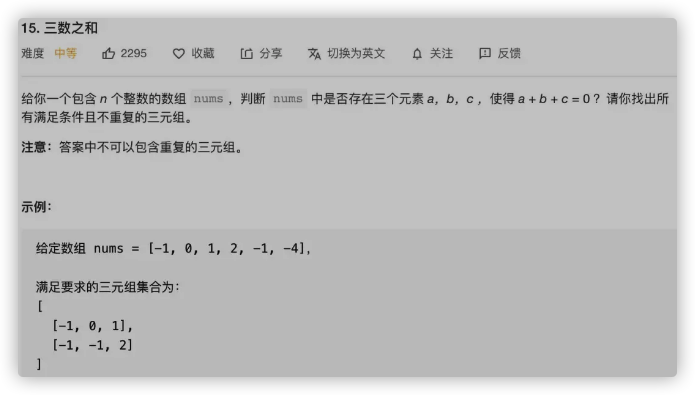 15. 三数之和
难度 中等 2295 收藏 分享 切换为英文 关注 反馈
给你一个包含 n 个整数的数组 nums ，判断 nums 中是否存在三个元素 a，b，c ，使得 a + b + c = 0 ？请你找出所
有满足条件且不重复的三元组。
注意：答案中不可以包含重复的三元组。
示例：
给定数组 nums = [-1, 0, 1, 2, -1, -4]，
满足要求的三元组集合为：
[
[-1, 0, 1],
[-1, -1, 2]
]